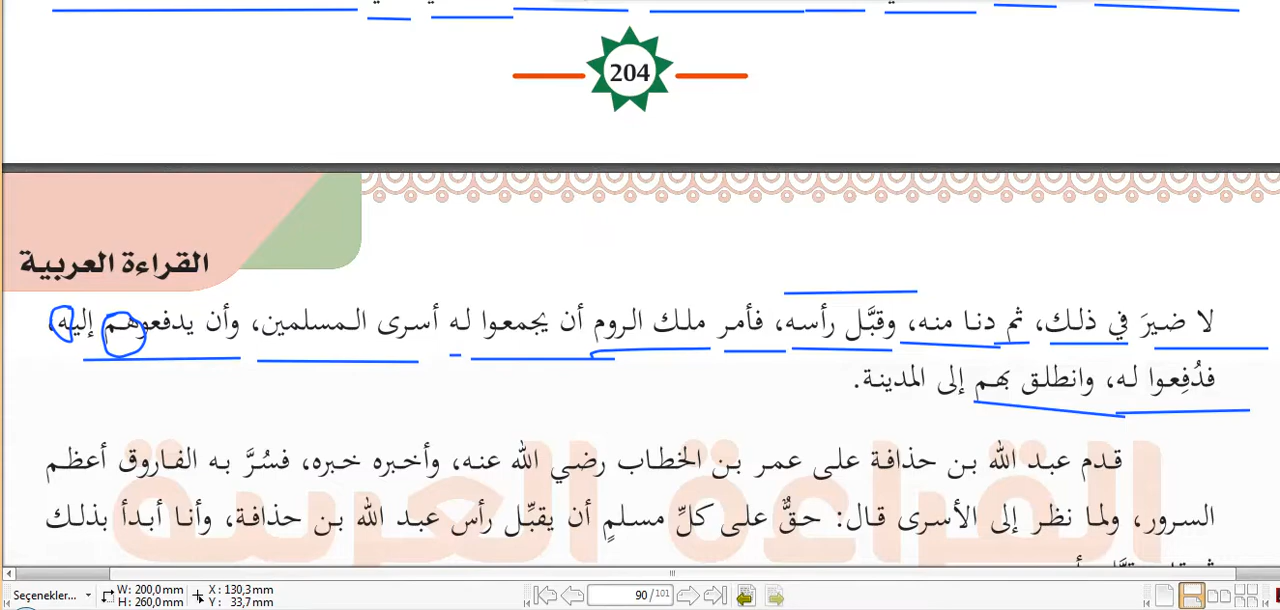 204
القراءة العربية
لا ضيرَ في ذلك، ثم دنا منه، وقبَّل رأسه، فأمر ملك الروم أن يجمعوا له أسرى المسلمين، وأن يدفعوهم إليه،
فدُفِعوا له، وانطلق بهم إلى المدينة.
قدم عبد الله بن حذافة على عمر بن الخطاب رضي الله عنه، وأخبره خبره، فسُرَّ به الفاروق أعظم
السرور، ولما نظر إلى الأسرى قال: حقٌّ على كلِّ مسلمٍ أن يقبِّل رأس عبد الله بن حذافة، وأنا أبدأ بذلك
القراءة العربية
Seçenekler...
W: 200,0mm
H: 260,0mm
X: 130,3mm
Y: 33,7mm
90 /101